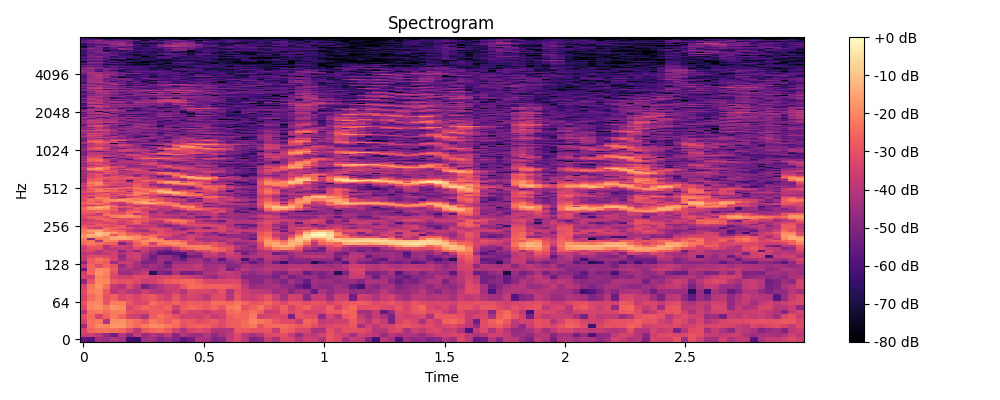 Spectrogram
Hz
4096
2048
1024
512
256
128
64
0
0
0.5
1
1.5
2
2.5
Time
+0 dB
-10 dB
-20 dB
-30 dB
-40 dB
-50 dB
-60 dB
-70 dB
-80 dB